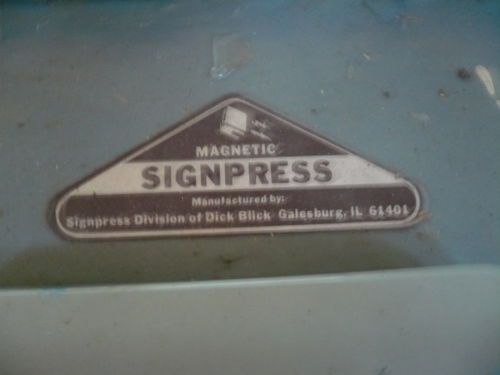 MAGNETIC
SIGNPRESS
Manufactured by:
Signpress Division of Dick Blick Galesburg, IL 61401